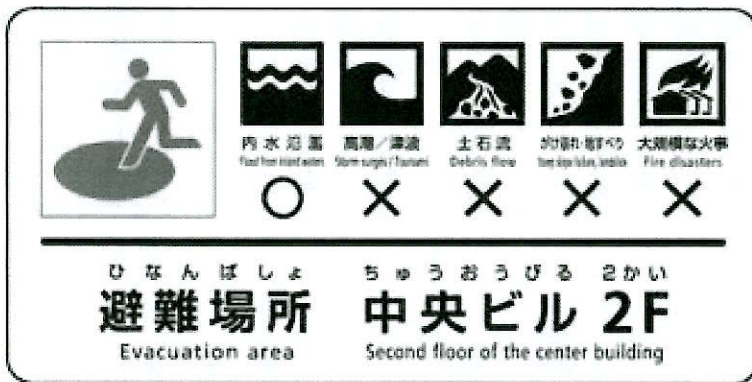 内水氾濫 高潮／津波 土石流 がけ崩れ・地すべり 大規模な火事
Flood from inland waters Storm surges / Tsunami Debris flow Steep slope failure, landslide Fire disasters
○ × × × ×
ひなんばしょ ちゅうおうびる 2かい
避難場所 中央ビル 2F
Evacuation area Second floor of the center building